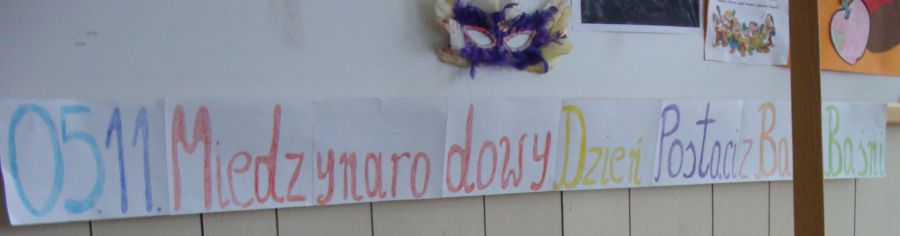 05.11. Miedzynarodowy Dzień Postaci z Ba Baśni